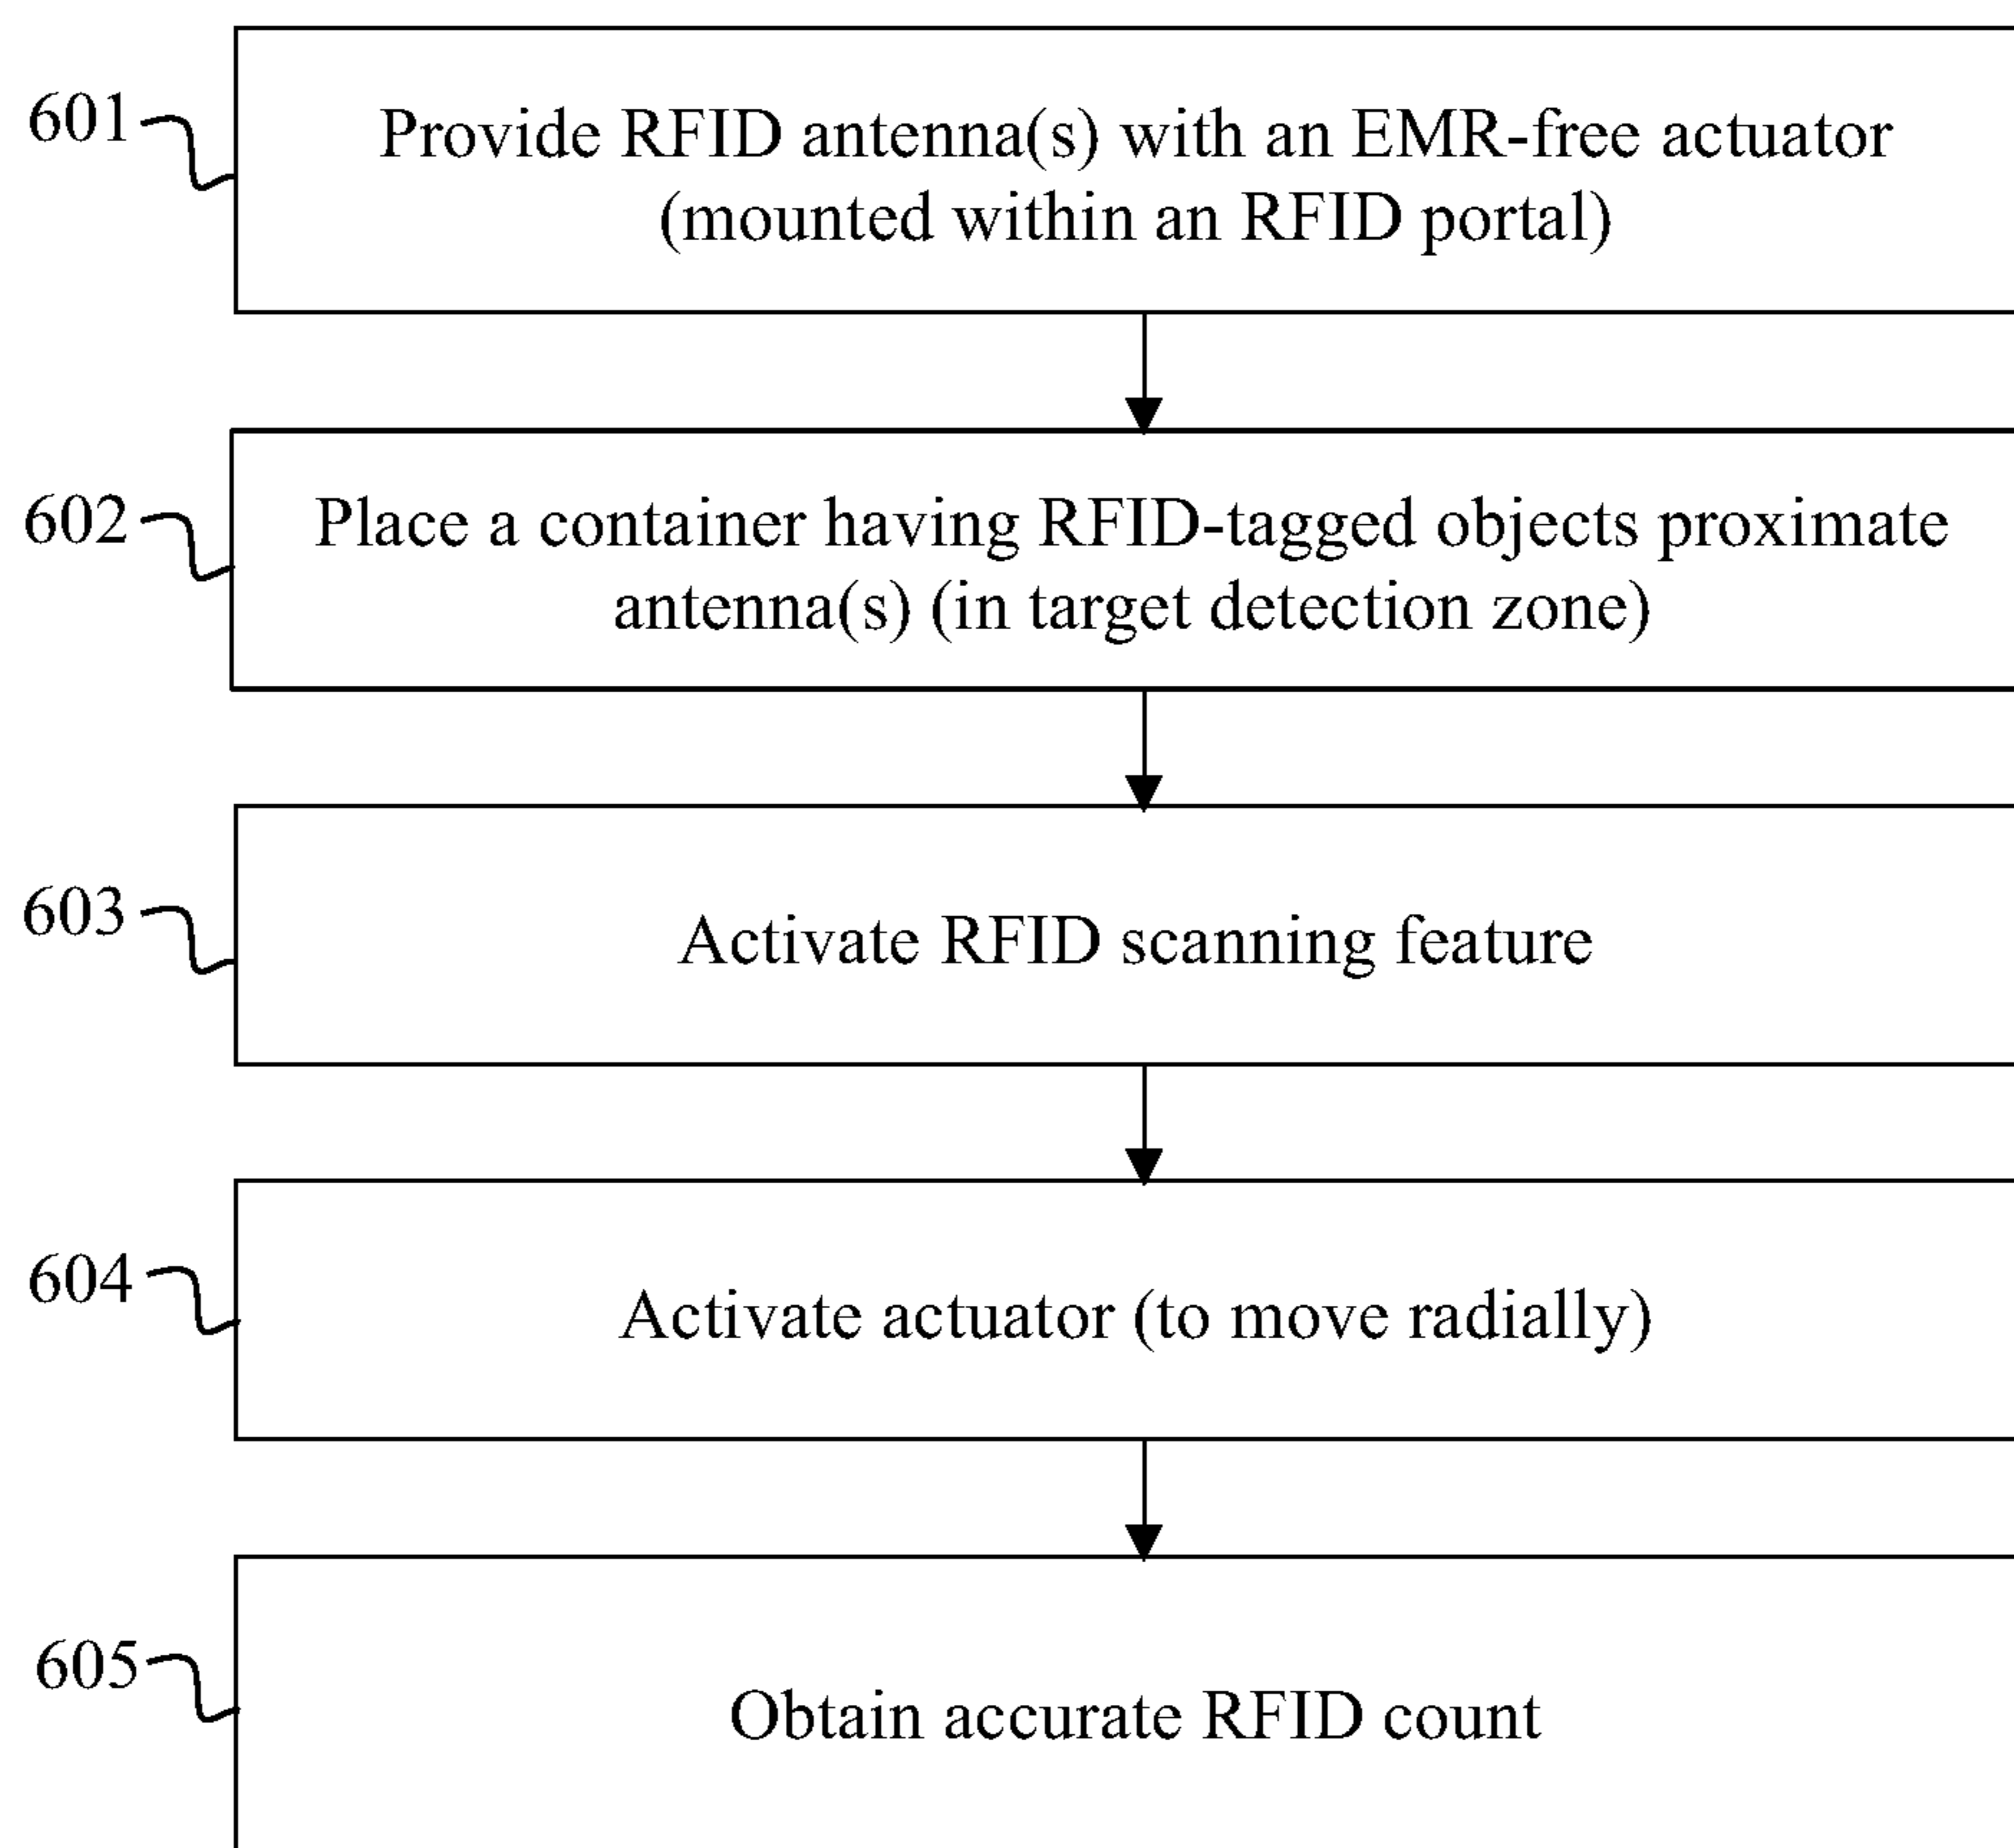 601
Provide RFID antenna(s) with an EMR-free actuator
(mounted within an RFID portal)
602
Place a container having RFID-tagged objects proximate
antenna(s) (in target detection zone)
603
Activate RFID scanning feature
604
Activate actuator (to move radially)
605
Obtain accurate RFID count